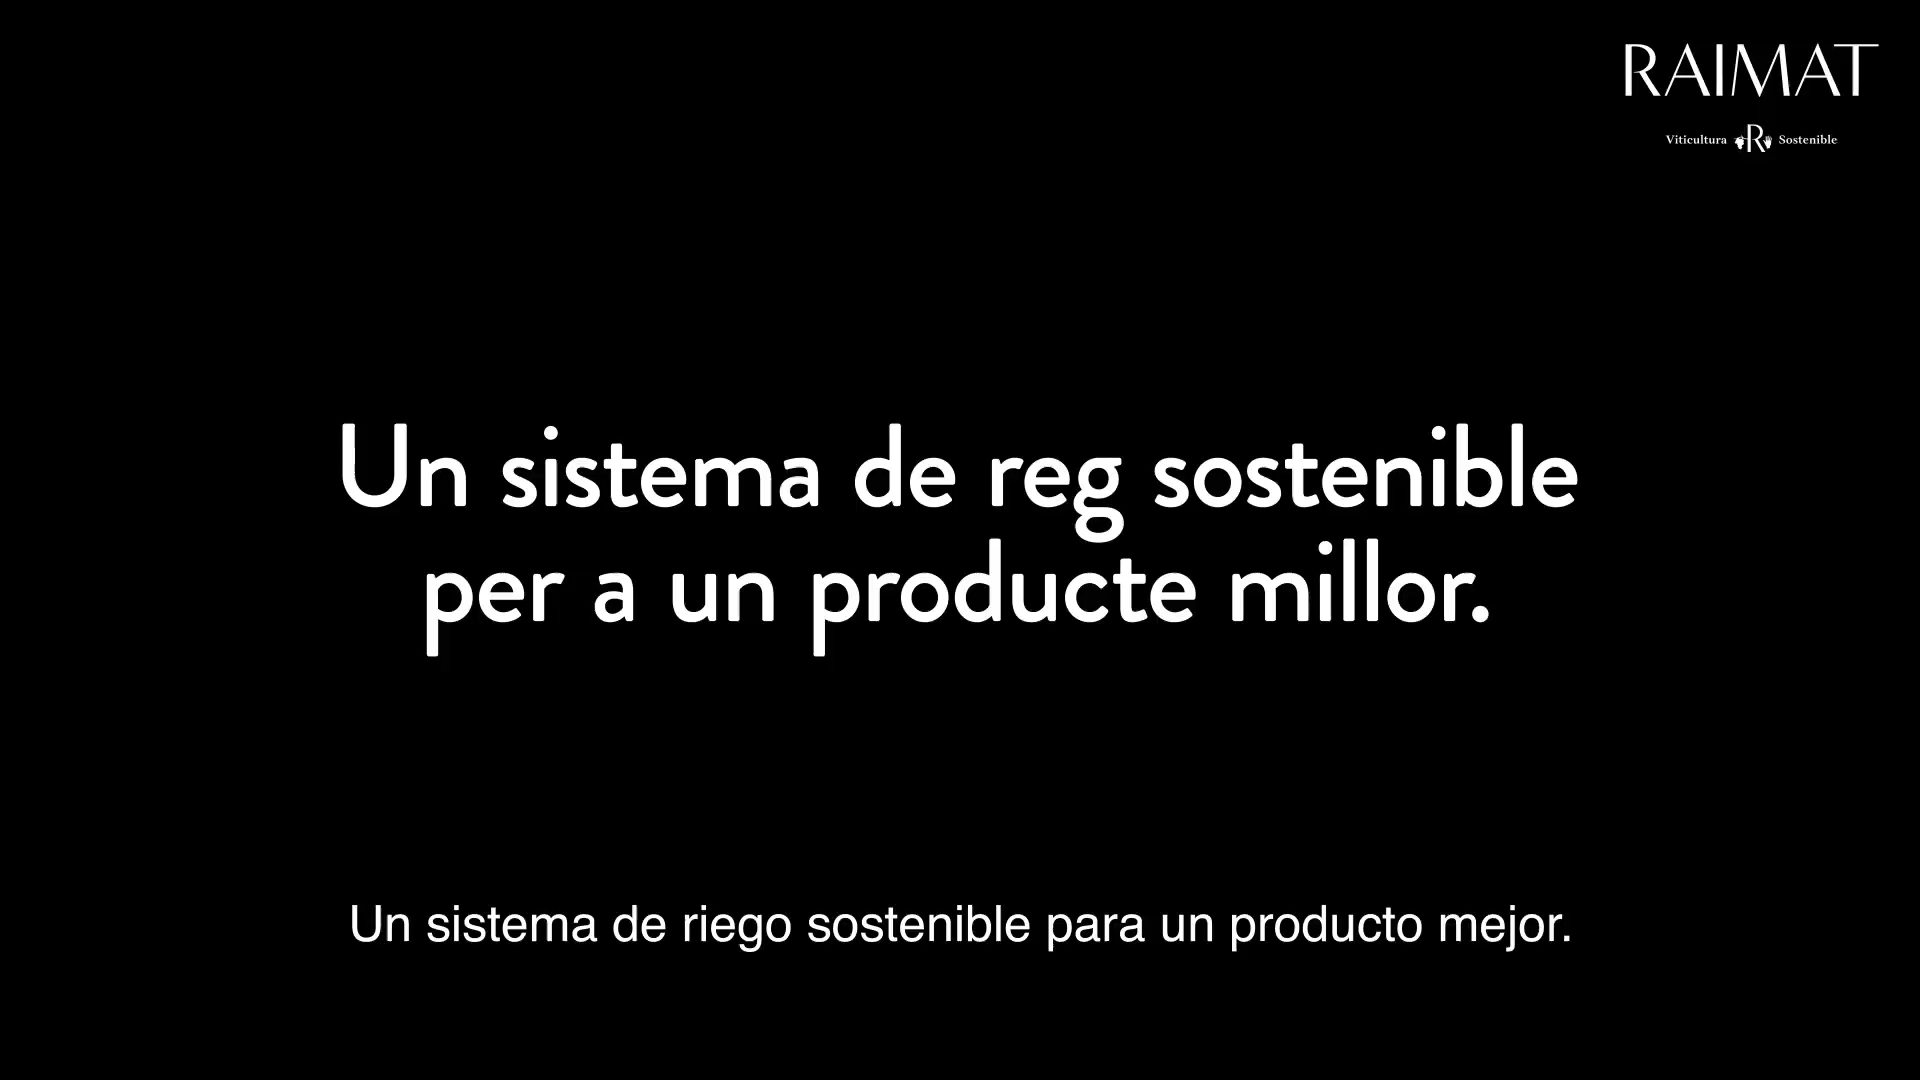 RAIMAT
Viticultura R Sostenible
Un sistema de reg sostenible
per a un producte millor.
Un sistema de riego sostenible para un producto mejor.